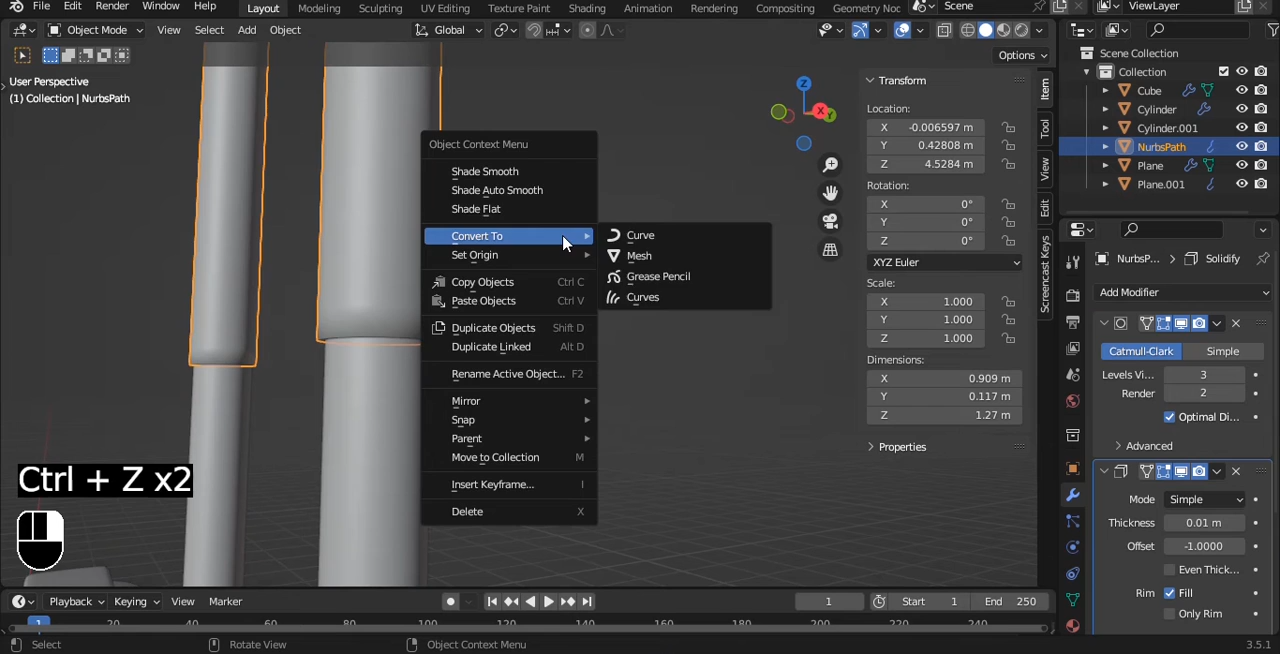 File Edit Render Window Help Layout Modeling Sculpting UV Editing Texture Paint Shading Animation Rendering Compositing Geometry Noc Scene ViewLayer
Object Mode View Select Add Object Global
Options
User Perspective
(1) Collection | NurbsPath
Object Context Menu
Shade Smooth
Shade Auto Smooth
Shade Flat
Convert To
Set Origin
Copy Objects Ctrl C
Paste Objects Ctrl V
Duplicate Objects Shift D
Duplicate Linked Alt D
Rename Active Object... F2
Mirror
Snap
Parent
Move to Collection M
Insert Keyframe... I
Delete X
Curve
Mesh
Grease Pencil
Curves
Z
X
Y
Transform
Location:
X -0.006597 m
Y 0.42808 m
Z 4.5284 m
Rotation:
X 0°
Y 0°
Z 0°
XYZ Euler
Scale:
X 1.000
Y 1.000
Z 1.000
Dimensions:
X 0.909 m
Y 0.117 m
Z 1.27 m
Properties
Item
Tool
View
Edit
Screencast Keys
Scene Collection
Collection
Cube
Cylinder
Cylinder.001
NurbsPath
Plane
Plane.001
NurbsP... Solidify
Add Modifier
Catmull-Clark Simple
Levels Vi... 3
Render 2
Optimal Di...
Advanced
Mode Simple
Thickness 0.01 m
Offset -1.0000
Even Thick...
Rim Fill
Only Rim
Ctrl + Z x2
Playback Keying View Marker 1 Start 1 End 250
1 20 40 60 80 100 120 140 160 180 200 220 240
Select Rotate View Object Context Menu 3.5.1